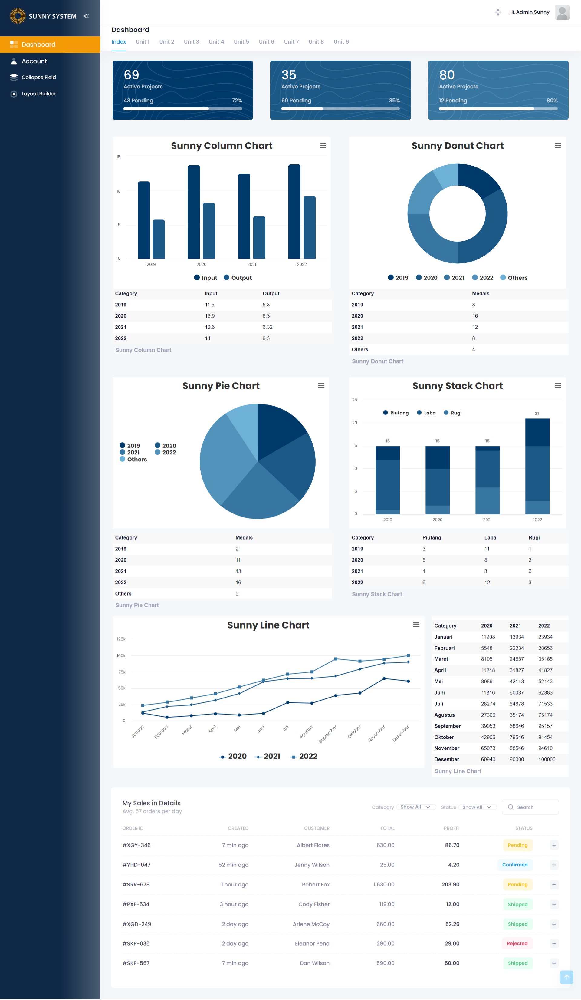 SUNNY SYSTEM
Hi, Admin Sunny
Dashboard
Account
Collapse Field
Layout Builder
Dashboard
Index Unit 1 Unit 2 Unit 3 Unit 4 Unit 5 Unit 6 Unit 7 Unit 8 Unit 9
69
Active Projects
43 Pending 72%
35
Active Projects
60 Pending 35%
80
Active Projects
12 Pending 80%
Sunny Column Chart
15
10
5
0
2019 2020 2021 2022
Input Output
Category Input Output
2019 11.5 5.8
2020 13.9 8.3
2021 12.6 6.32
2022 14 9.3
Sunny Column Chart
Sunny Donut Chart
2019 2020 2021 2022 Others
Category Medals
2019 8
2020 16
2021 12
2022 8
Others 4
Sunny Donut Chart
Sunny Pie Chart
2019 2020
2021 2022
Others
Category Medals
2019 9
2020 11
2021 13
2022 16
Others 5
Sunny Pie Chart
Sunny Stack Chart
25
20
15
10
5
0
Piutang Laba Rugi
15 15 15 21
2019 2020 2021 2022
Category Piutang Laba Rugi
2019 3 11 1
2020 5 8 2
2021 1 8 6
2022 6 12 3
Sunny Stack Chart
Sunny Line Chart
125k
100k
75k
50k
25k
0
Januari Februari Maret April Mei Juni Juli Agustus September Oktober November Desember
2020 2021 2022
Category 2020 2021 2022
Januari 11908 13934 23934
Februari 5548 22234 28656
Maret 8105 24657 35165
April 11248 31827 41827
Mei 8989 42143 52143
Juni 11816 60087 62383
Juli 28274 64878 71533
Agustus 27300 65174 75174
September 39053 68646 95157
Oktober 42906 79546 91454
November 65073 88546 94610
Desember 60940 90000 100000
Sunny Line Chart
My Sales in Details
Avg. 57 orders per day
Cateogry Show All Status Show All Search
ORDER ID CREATED CUSTOMER TOTAL PROFIT STATUS
#XGY-346 7 min ago Albert Flores 630.00 86.70 Pending +
#YHD-047 52 min ago Jenny Wilson 25.00 4.20 Confirmed +
#SRR-678 1 hour ago Robert Fox 1,630.00 203.90 Pending +
#PXF-534 3 hour ago Cody Fisher 119.00 12.00 Shipped +
#XGD-249 2 day ago Arlene McCoy 660.00 52.26 Shipped +
#SKP-035 2 day ago Eleanor Pena 290.00 29.00 Rejected +
#SKP-567 7 min ago Dan Wilson 590.00 50.00 Shipped +